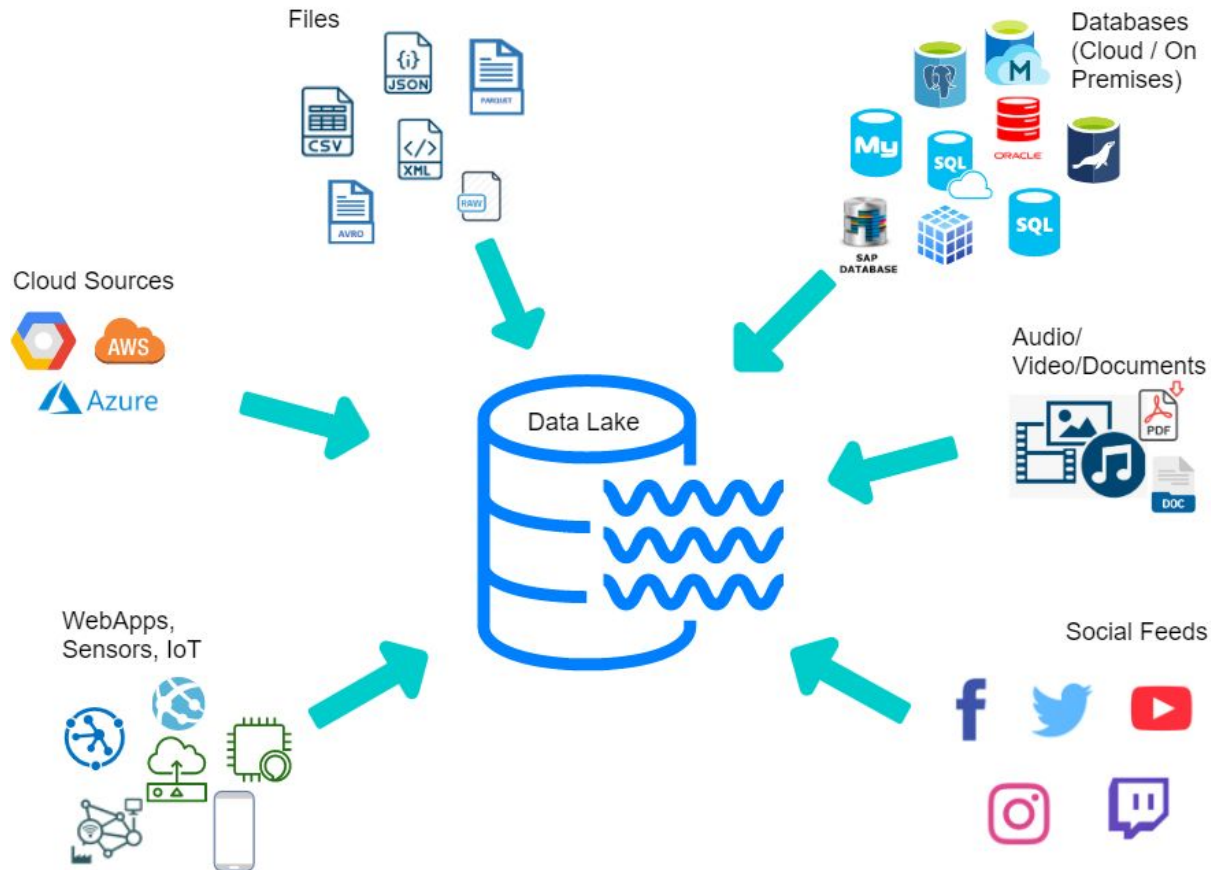 Files
{i}
JSON
PARQUET
CSV
</>
XML
AVRO
RAW
Databases
(Cloud / On
Premises)
M
ORACLE
My
SQL
SQL
SAP
DATABASE
Cloud Sources
AWS
Azure
Data Lake
Audio/
Video/Documents
PDF
DOC
WebApps,
Sensors, IoT
Social Feeds
f